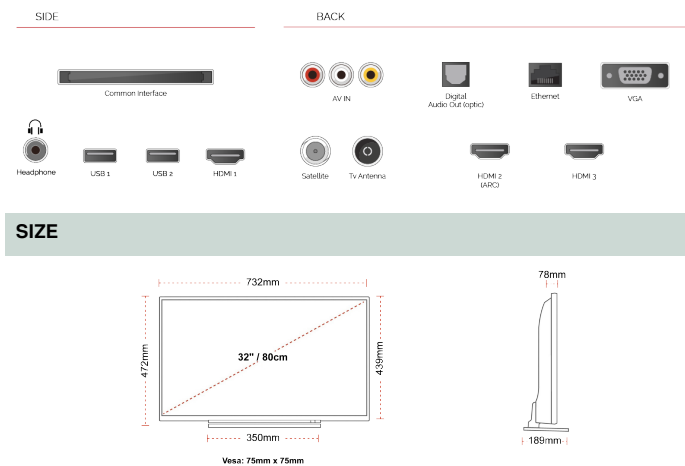 SIDE
BACK
Common Interface
AV IN
Digital
Audio Out (optic)
Ethernet
VGA
Headphone
USB 1
USB 2
HDMI 1
Satellite
Tv Antenna
HDMI 2
(ARC)
HDMI 3
SIZE
732mm
78mm
472mm
32" / 80cm
439mm
350mm
189mm
Vesa: 75mm x 75mm